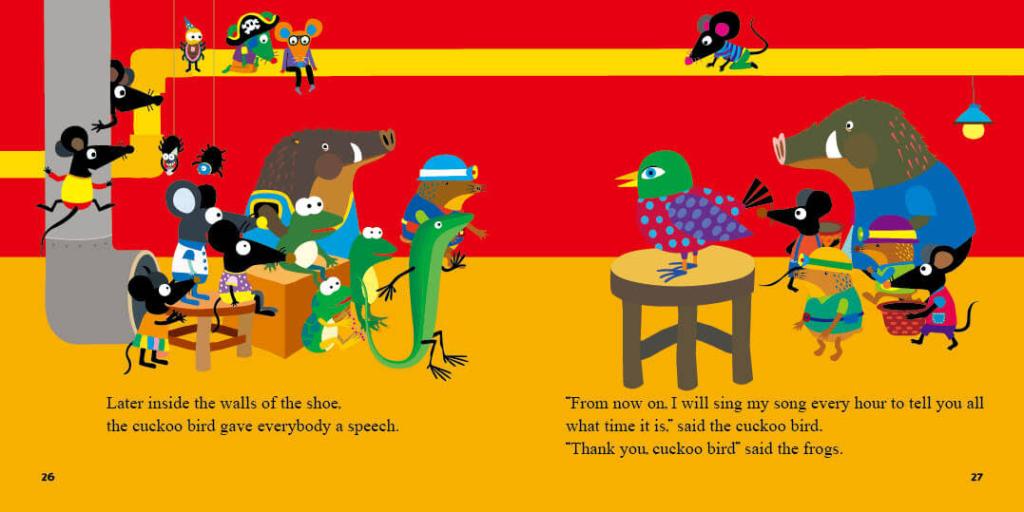 Later inside the walls of the shoe,
the cuckoo bird gave everybody a speech.
26
"From now on, I will sing my song every hour to tell you all
what time it is," said the cuckoo bird.
"Thank you, cuckoo bird" said the frogs.
27